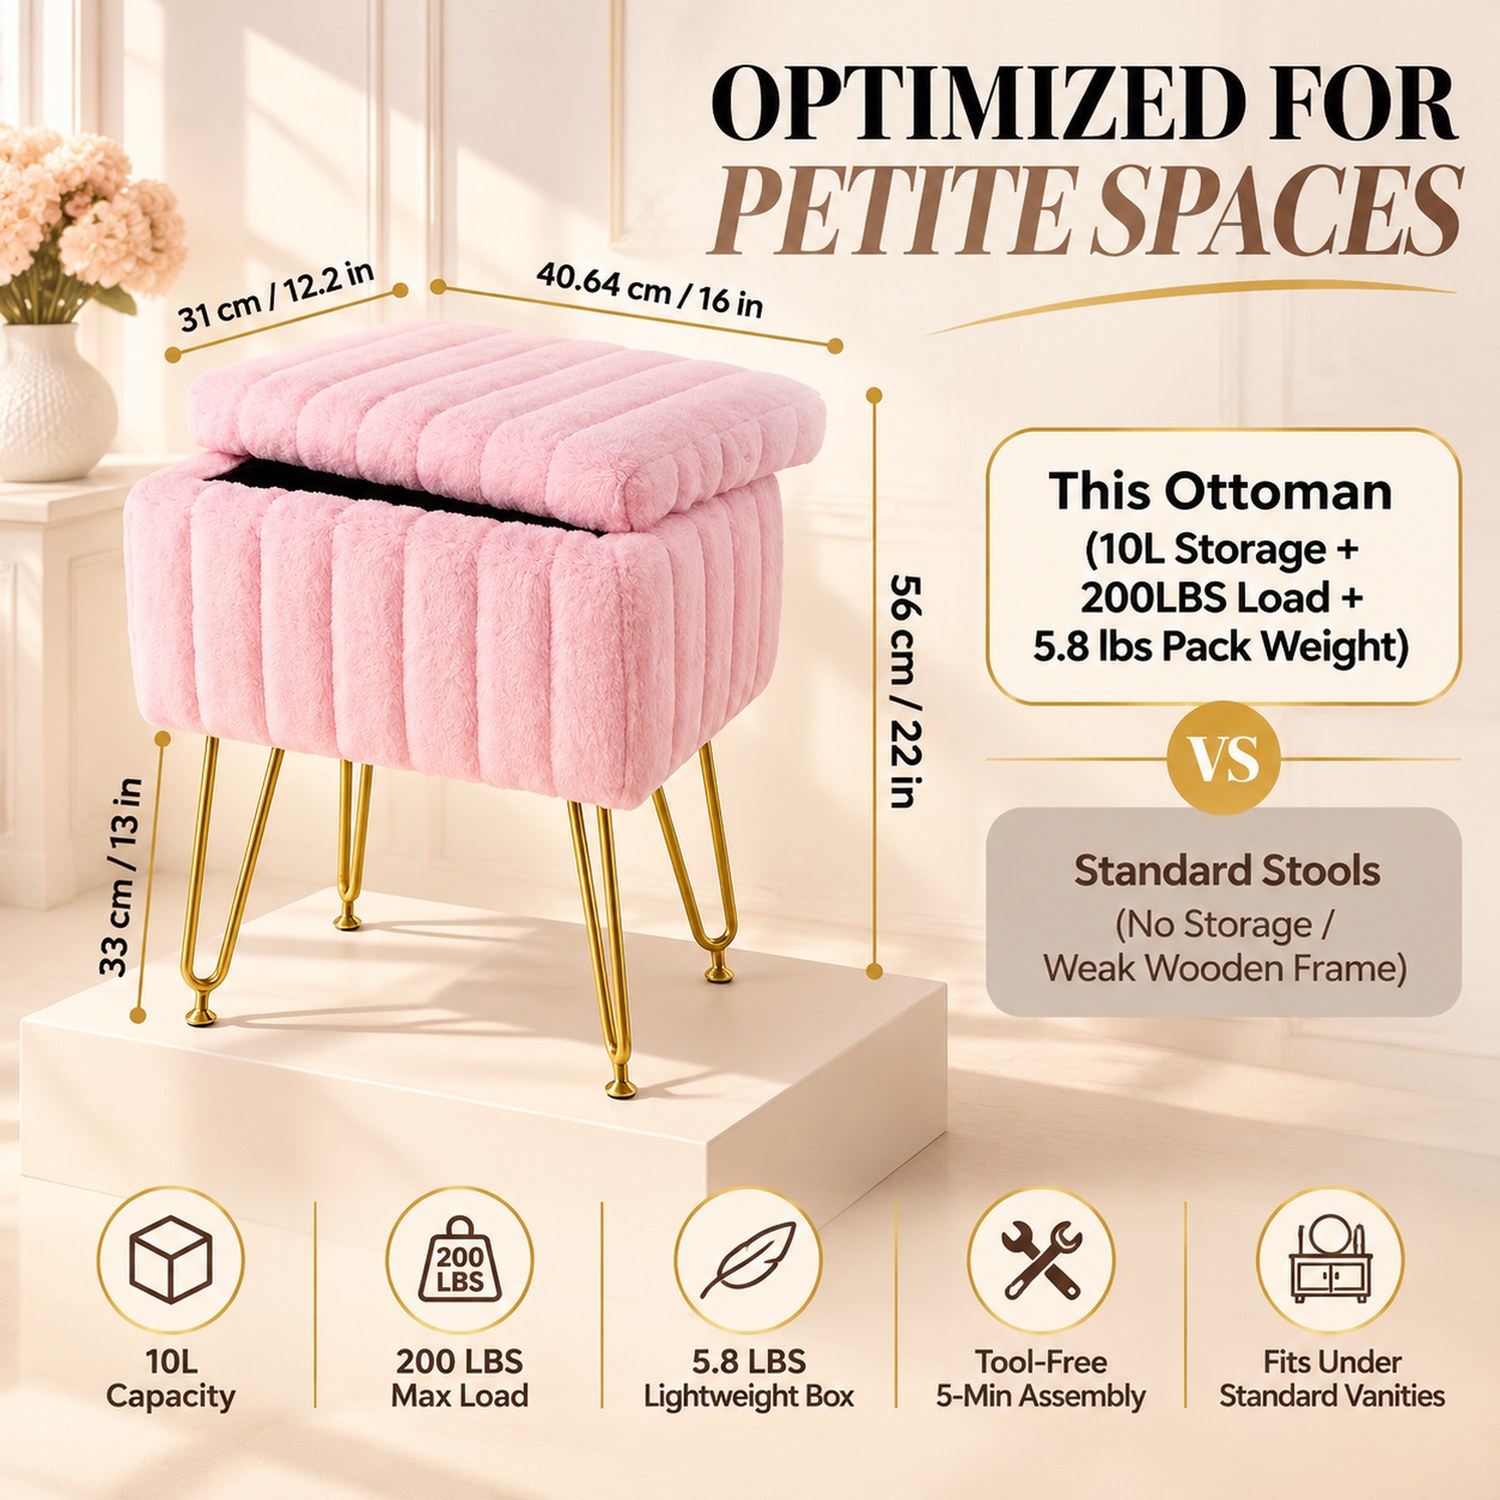 OPTIMIZED FOR
PETITE SPACES
31 cm / 12.2 in
40.64 cm / 16 in
56 cm / 22 in
33 cm / 13 in
This Ottoman
(10L Storage +
200LBS Load +
5.8 lbs Pack Weight)
VS
Standard Stools
(No Storage /
Weak Wooden Frame)
200
LBS
10L
Capacity
200 LBS
Max Load
5.8 LBS
Lightweight Box
Tool-Free
5-Min Assembly
Fits Under
Standard Vanities